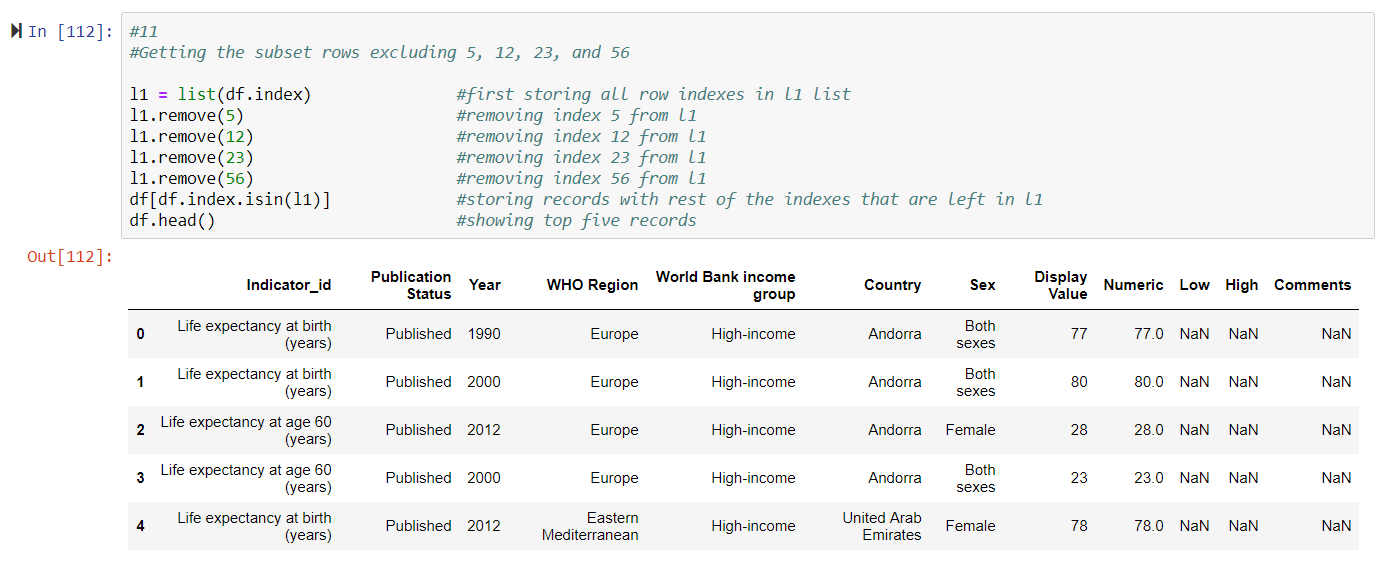 In [112]:
#11
#Getting the subset rows excluding 5, 12, 23, and 56
l1 = list(df.index) #first storing all row indexes in l1 list
l1.remove(5) #removing index 5 from l1
l1.remove(12) #removing index 12 from l1
l1.remove(23) #removing index 23 from l1
l1.remove(56) #removing index 56 from l1
df[df.index.isin(l1)] #storing records with rest of the indexes that are left in l1
df.head() #showing top five records
Out[112]:
Indicator_id Publication Status Year WHO Region World Bank income group Country Sex Display Value Numeric Low High Comments
0 Life expectancy at birth (years) Published 1990 Europe High-income Andorra Both sexes 77 77.0 NaN NaN NaN
1 Life expectancy at birth (years) Published 2000 Europe High-income Andorra Both sexes 80 80.0 NaN NaN NaN
2 Life expectancy at age 60 (years) Published 2012 Europe High-income Andorra Female 28 28.0 NaN NaN NaN
3 Life expectancy at age 60 (years) Published 2000 Europe High-income Andorra Both sexes 23 23.0 NaN NaN NaN
4 Life expectancy at birth (years) Published 2012 Eastern Mediterranean High-income United Arab Emirates Female 78 78.0 NaN NaN NaN